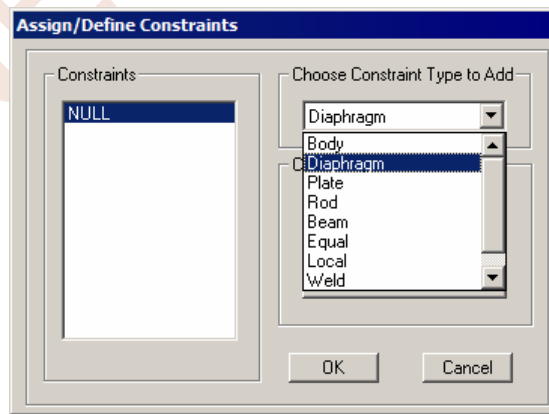 Assign/Define Constraints
Constraints
NULL
Choose Constraint Type to Add
Diaphragm
Body
Diaphragm
Plate
Rod
Beam
Equal
Local
Weld
OK
Cancel